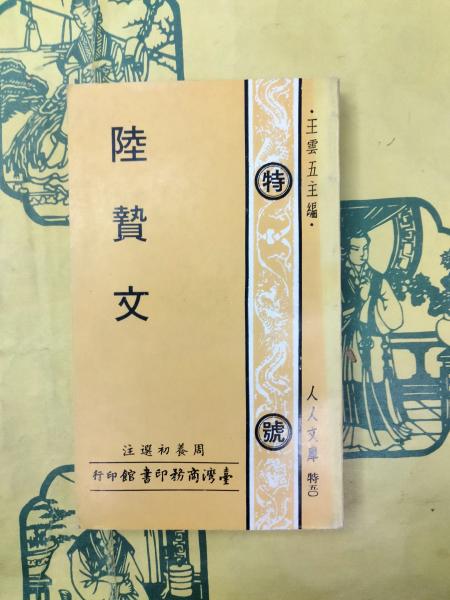 陸贄文
周養初選注
臺灣商務印書館印行
特
號
•王雲五主編•
人人文庫 特五〇